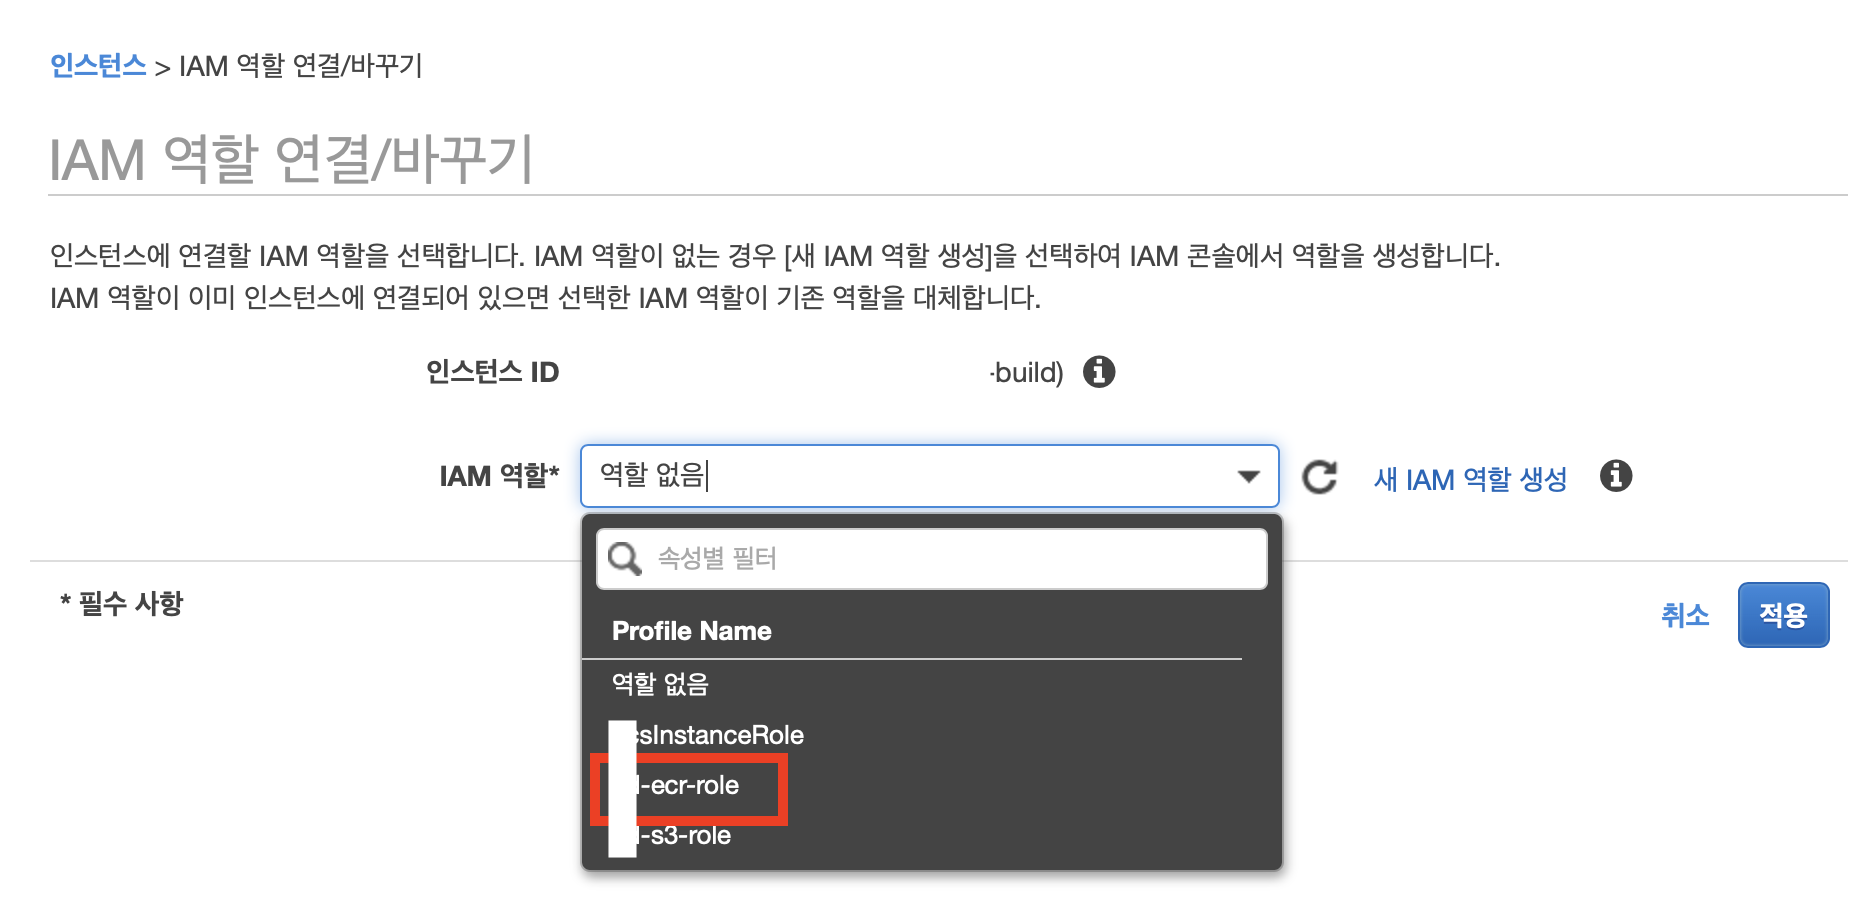 인스턴스 > IAM 역할 연결/바꾸기
IAM 역할 연결/바꾸기
인스턴스에 연결할 IAM 역할을 선택합니다. IAM 역할이 없는 경우 [새 IAM 역할 생성]을 선택하여 IAM 콘솔에서 역할을 생성합니다.
IAM 역할이 이미 인스턴스에 연결되어 있으면 선택한 IAM 역할이 기존 역할을 대체합니다.
인스턴스 ID -build)
IAM 역할* 역할 없음 새 IAM 역할 생성
속성별 필터
* 필수 사항
취소 적용
Profile Name
역할 없음
csInstanceRole
-ecr-role
-s3-role